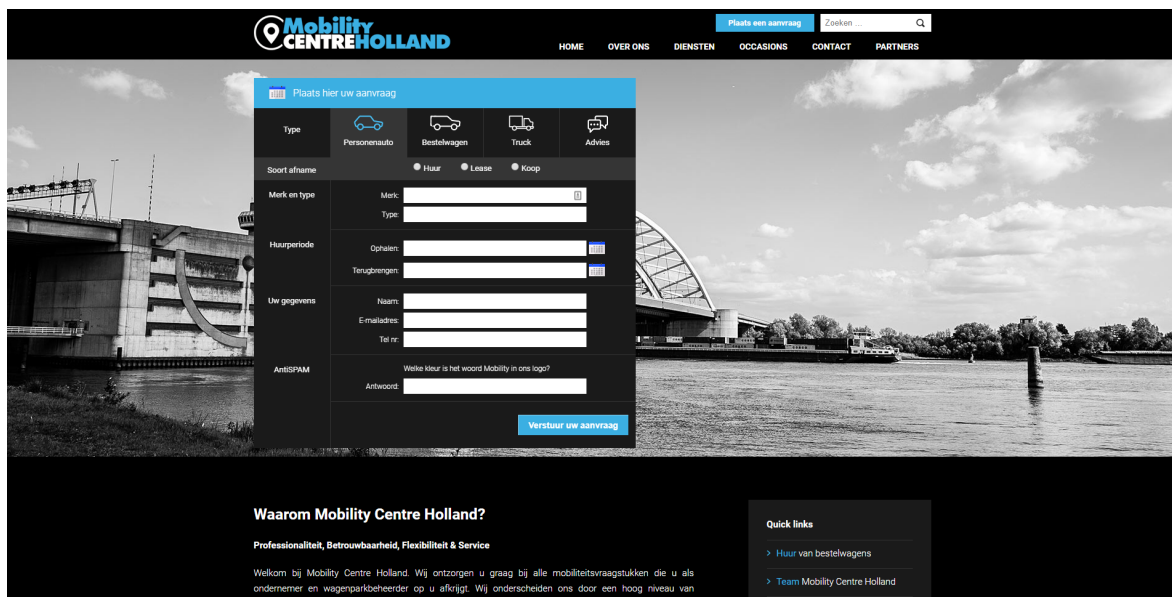 Mobility
CENTREHOLLAND
Plaats een aanvraag
Zoeken ...
HOME OVER ONS DIENSTEN OCCASIONS CONTACT PARTNERS
Plaats hier uw aanvraag
Type
Personenauto Bestelwagen Truck Advies
Soort afname Huur Lease Koop
Merk en type Merk:
Type:
Huurperiode Ophalen:
Terugbrengen:
Uw gegevens Naam:
E-mailadres:
Tel nr:
AntiSPAM Welke kleur is het woord Mobility in ons logo?
Antwoord:
Verstuur uw aanvraag
Waarom Mobility Centre Holland?
Professionaliteit, Betrouwbaarheid, Flexibiliteit & Service
Welkom bij Mobility Centre Holland. Wij ontzorgen u graag bij alle mobiliteitsvraagstukken die u als
ondernemer en wagenparkbeheerder op u afkrijgt. Wij onderscheiden ons door een hoog niveau van
Quick links
> Huur van bestelwagens
> Team Mobility Centre Holland